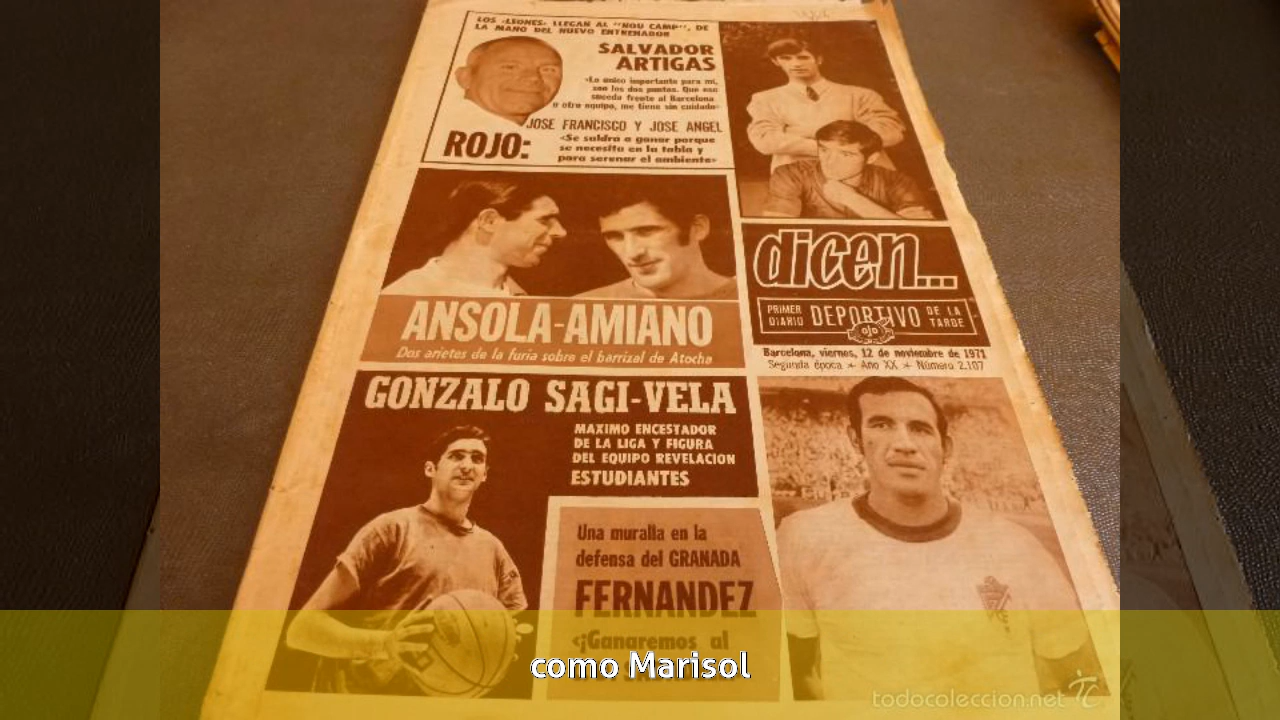 LOS «LEONES» LLEGAN AL "NOU CAMP", DE
LA MANO DEL NUEVO ENTRENADOR
SALVADOR
ARTIGAS
«Lo único importante para mí,
son los dos puntos. Que eso
suceda frente al Barcelona
u otro equipo, me tiene sin cuidado»
JOSE FRANCISCO Y JOSE ANGEL
ROJO:
«Se saldrá a ganar porque
se necesita en la tabla y
para serenar el ambiente»
ANSOLA-AMIANO
Dos arietes de la furia sobre el barrizal de Atocha
dicen...
PRIMER
DIARIO
DEPORTIVO
DE LA
TARDE
Barcelona, viernes, 12 de noviembre de 1971
Segunda época ✶ Año XX ✶ Número 2.107
GONZALO SAGI-VELA
MAXIMO ENCESTADOR
DE LA LIGA Y FIGURA
DEL EQUIPO REVELACION
ESTUDIANTES
Una muralla en la
defensa del GRANADA
FERNANDEZ
«¡Ganaremos al
como Marisol
todocoleccion.net